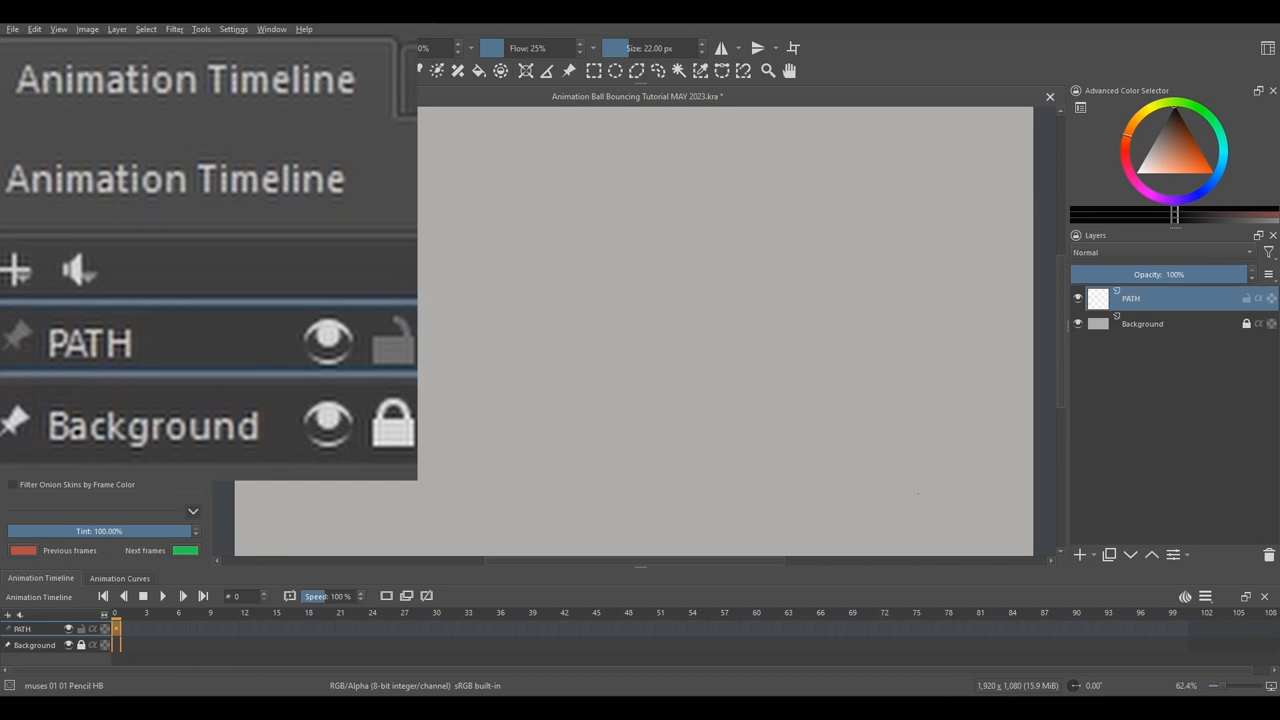 File Edit View Image Layer Select Filter Tools Settings Window Help
0% Flow: 25% Size: 22.00 px
Animation Ball Bouncing Tutorial MAY 2023.kra *
Animation Timeline
Animation Timeline
PATH
Background
Advanced Color Selector
Layers
Normal
Opacity: 100%
PATH
Background
Filter Onion Skins by Frame Color
Tint: 100.00%
Previous frames Next frames
Animation Timeline Animation Curves
Animation Timeline # 0 Speed: 100 %
0 3 6 9 12 15 18 21 24 27 30 33 36 39 42 45 48 51 54 57 60 63 66 69 72 75 78 81 84 87 90 93 96 99 102 105 108
PATH
Background
muses 01 01 Pencil HB RGB/Alpha (8-bit integer/channel) sRGB built-in 1,920 x 1,080 (15.9 MiB) 0.00° 62.4%